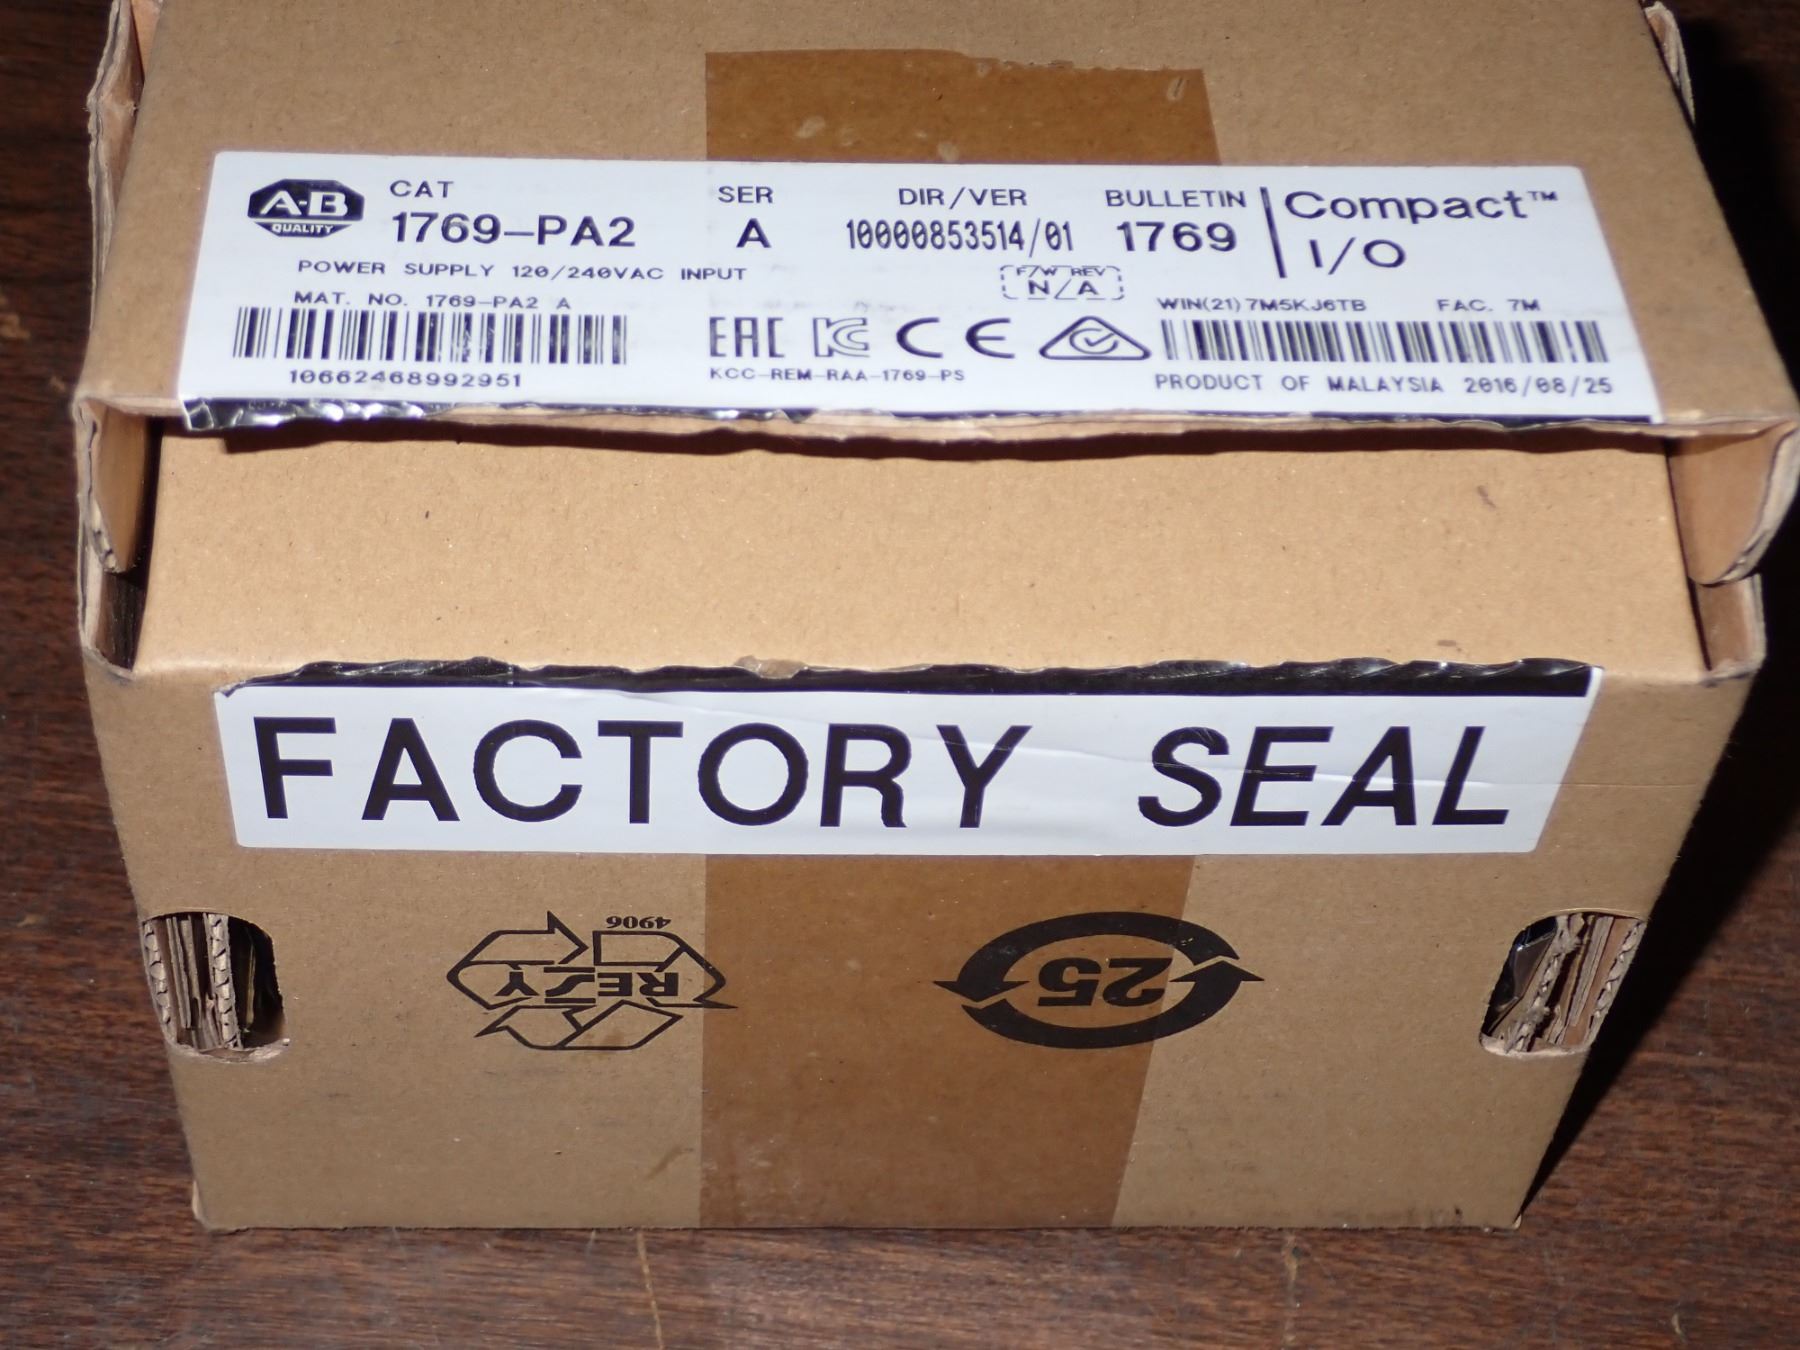 A-B
QUALITY
CAT
1769-PA2
SER
A
DIR/VER
10000853514/01
BULLETIN
1769
Compact™
I/O
POWER SUPPLY 120/240VAC INPUT
F/W REV
N/A
MAT. NO. 1769-PA2 A
WIN(21)7M5KJ6TB
FAC. 7M
10662468992951
EAC KC CE
KCC-REM-RAA-1769-PS
PRODUCT OF MALAYSIA 2016/08/25
FACTORY SEAL
4906
RESY
25